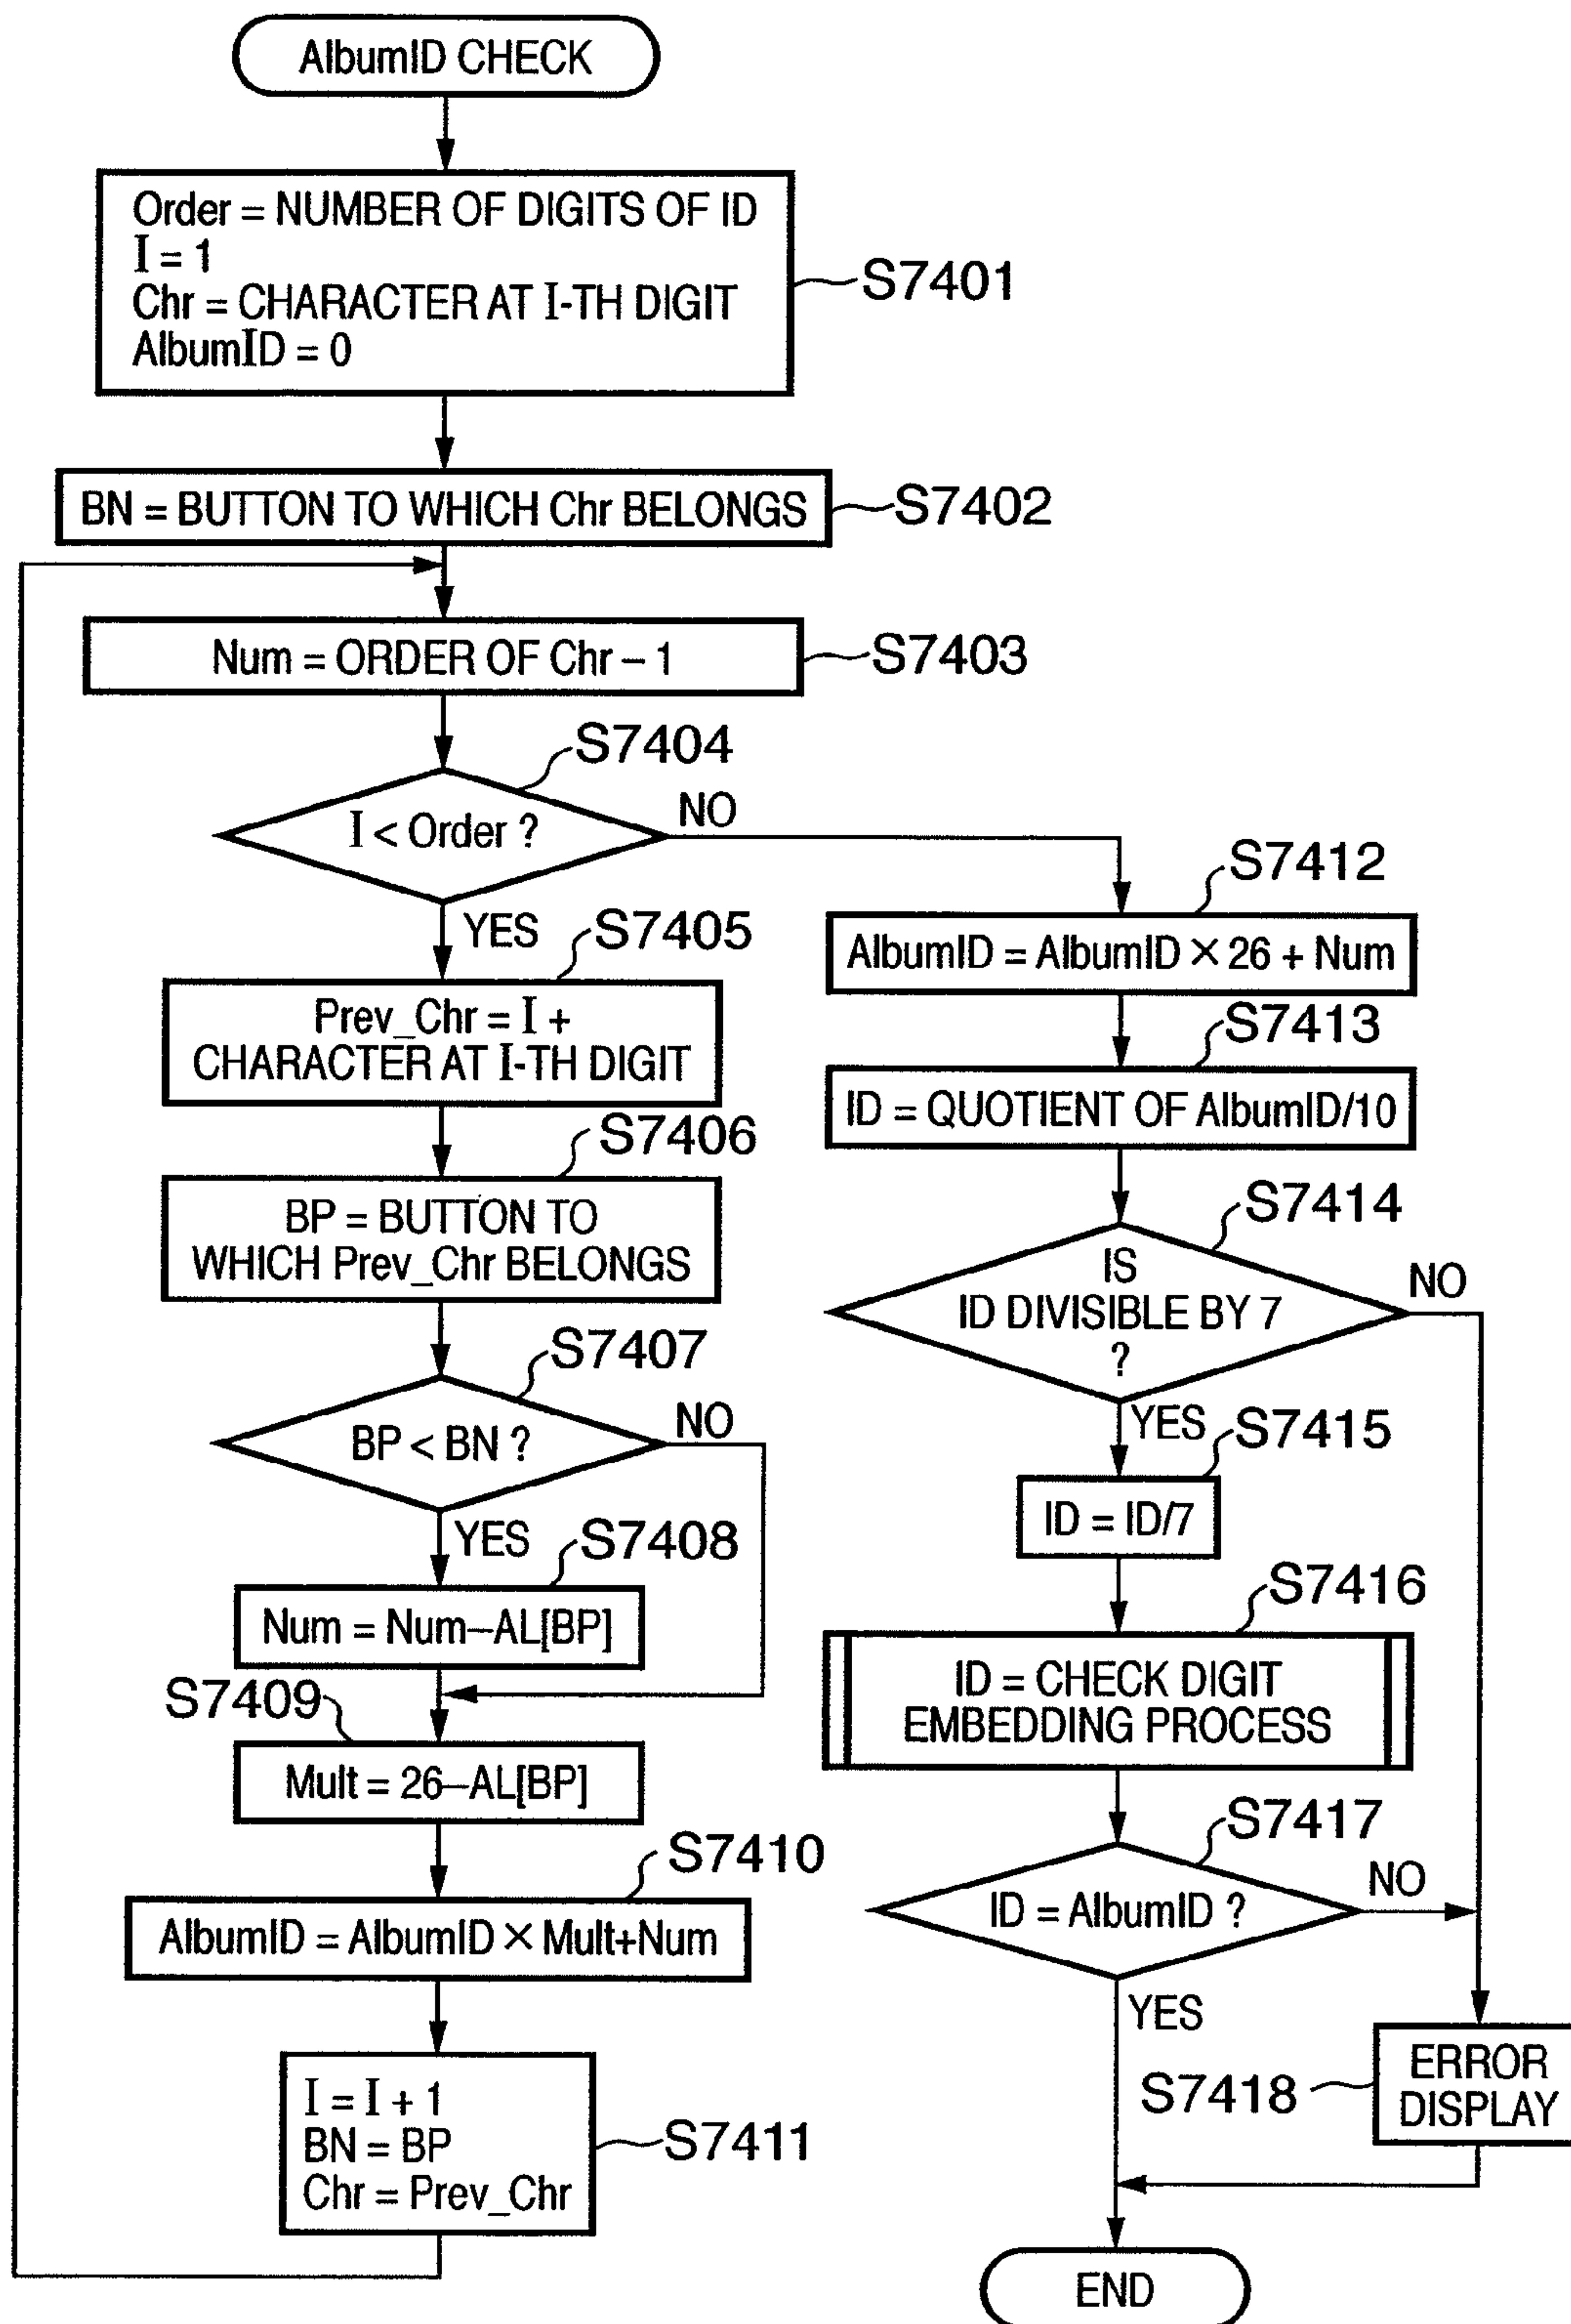 AlbumID CHECK
Order = NUMBER OF DIGITS OF ID
I = 1
Chr = CHARACTER AT I-TH DIGIT
AlbumID = 0
S7401
BN = BUTTON TO WHICH Chr BELONGS
S7402
Num = ORDER OF Chr – 1
S7403
S7404
I < Order ?
NO
YES
S7405
Prev_Chr = I +
CHARACTER AT I-TH DIGIT
S7406
BP = BUTTON TO
WHICH Prev_Chr BELONGS
S7407
BP < BN ?
NO
YES
S7408
Num = Num–AL[BP]
S7409
Mult = 26–AL[BP]
S7410
AlbumID = AlbumID × Mult+Num
I = I + 1
BN = BP
Chr = Prev_Chr
S7411
S7412
AlbumID = AlbumID × 26 + Num
S7413
ID = QUOTIENT OF AlbumID/10
S7414
IS
ID DIVISIBLE BY 7
?
NO
YES
S7415
ID = ID/7
S7416
ID = CHECK DIGIT
EMBEDDING PROCESS
S7417
ID = AlbumID ?
NO
YES
S7418
ERROR
DISPLAY
END